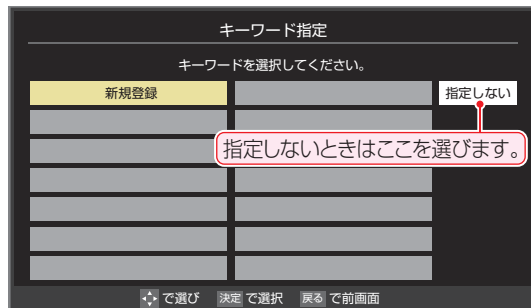 キーワード指定
キーワードを選択してください。
新規登録
指定しない
指定しないときはここを選びます。
で選び 決定 で選択 戻る で前画面